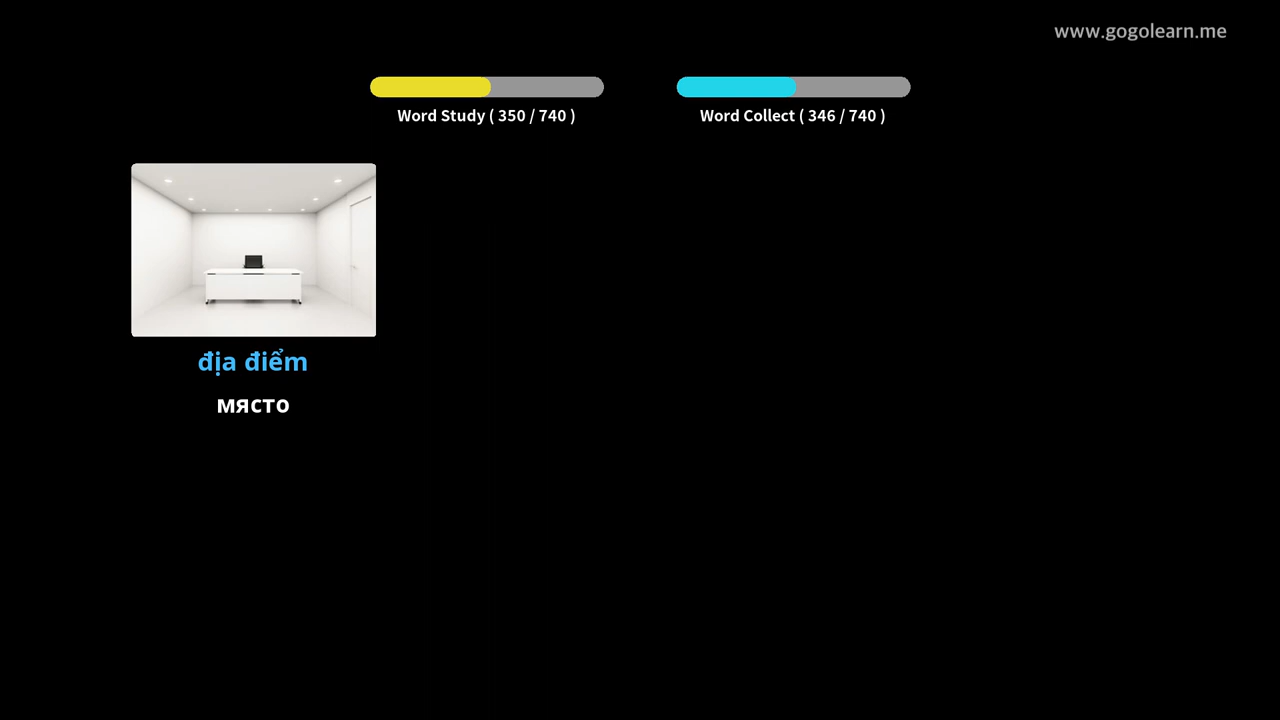 www.gogolearn.me
Word Study ( 350 / 740 )
Word Collect ( 346 / 740 )
địa điểm
място